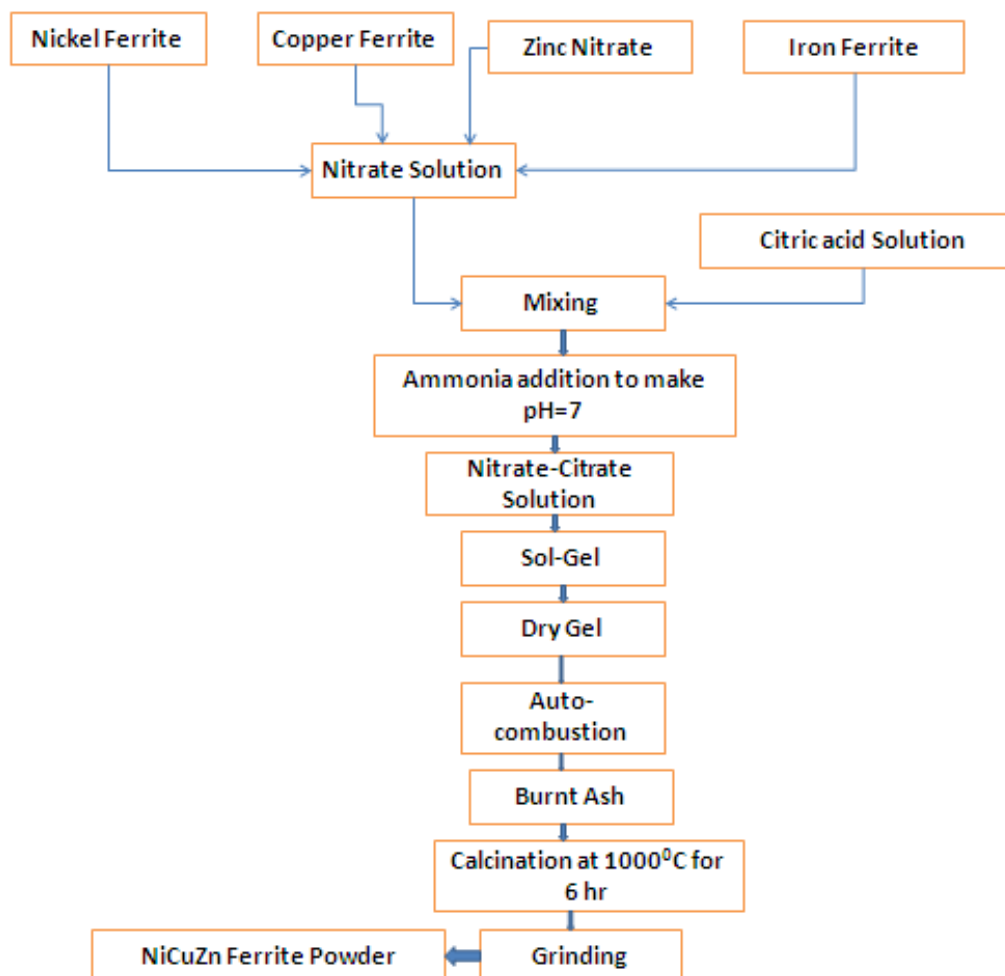 Nickel Ferrite
Copper Ferrite
Zinc Nitrate
Iron Ferrite
Nitrate Solution
Citric acid Solution
Mixing
Ammonia addition to make
pH=7
Nitrate-Citrate
Solution
Sol-Gel
Dry Gel
Auto-
combustion
Burnt Ash
Calcination at 1000⁰C for
6 hr
Grinding
NiCuZn Ferrite Powder